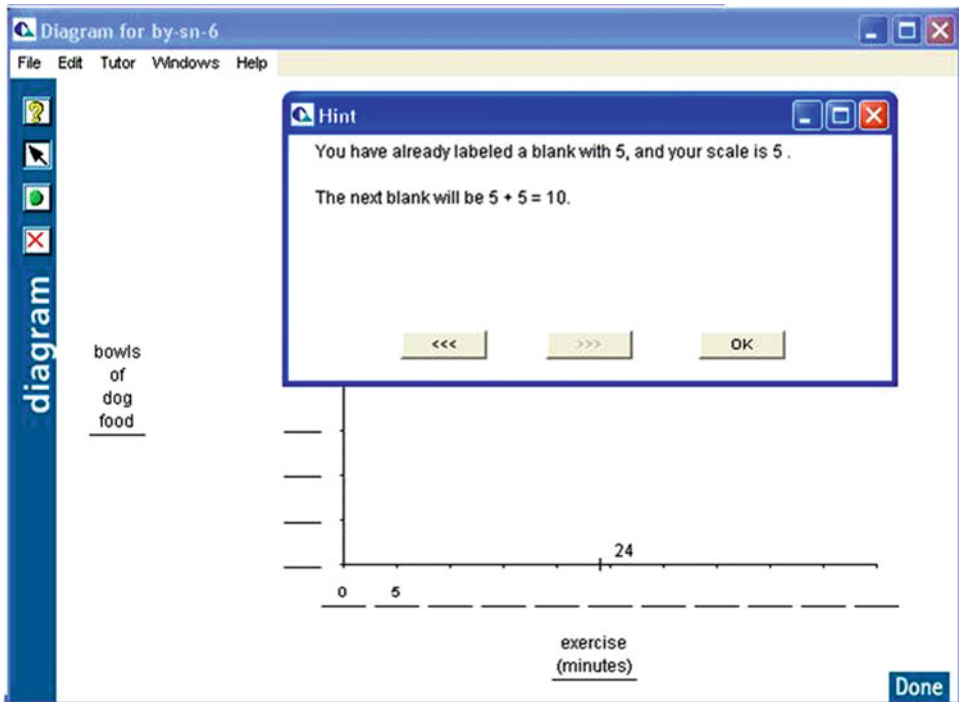 Diagram for by-sn-6
File Edit Tutor Windows Help
Hint
You have already labeled a blank with 5, and your scale is 5 .
The next blank will be 5 + 5 = 10.
<<< >>> OK
diagram
bowls
of
dog
food
24
0 5
exercise
(minutes)
Done